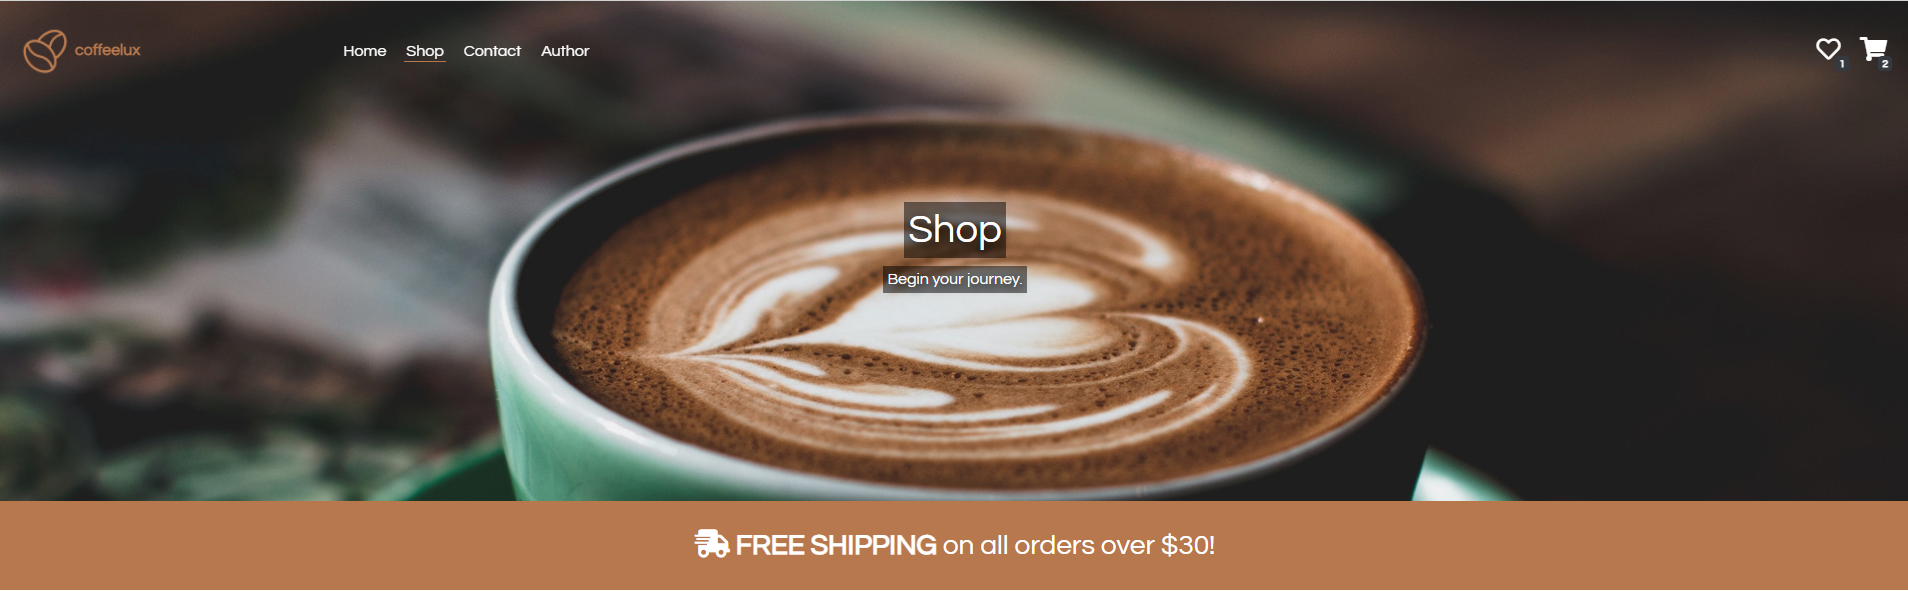 coffeelux
Home Shop Contact Author
1 2
Shop
Begin your journey.
FREE SHIPPING on all orders over $30!